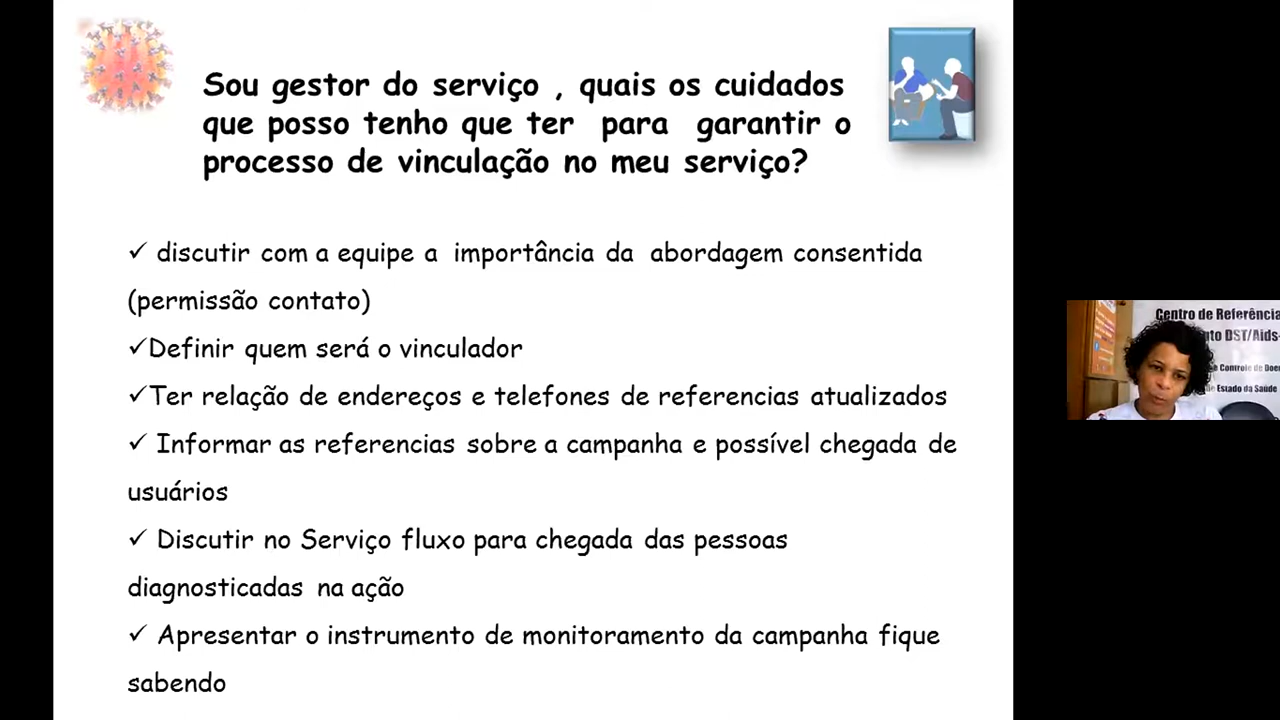 Sou gestor do serviço , quais os cuidados
que posso tenho que ter para garantir o
processo de vinculação no meu serviço?
✓ discutir com a equipe a importância da abordagem consentida
(permissão contato)
✓Definir quem será o vinculador
✓Ter relação de endereços e telefones de referencias atualizados
✓ Informar as referencias sobre a campanha e possível chegada de
usuários
✓ Discutir no Serviço fluxo para chegada das pessoas
diagnosticadas na ação
✓ Apresentar o instrumento de monitoramento da campanha fique
sabendo
Centro de Referência
DST/Aids-
e Controle de Doen
de Estado da Saúde